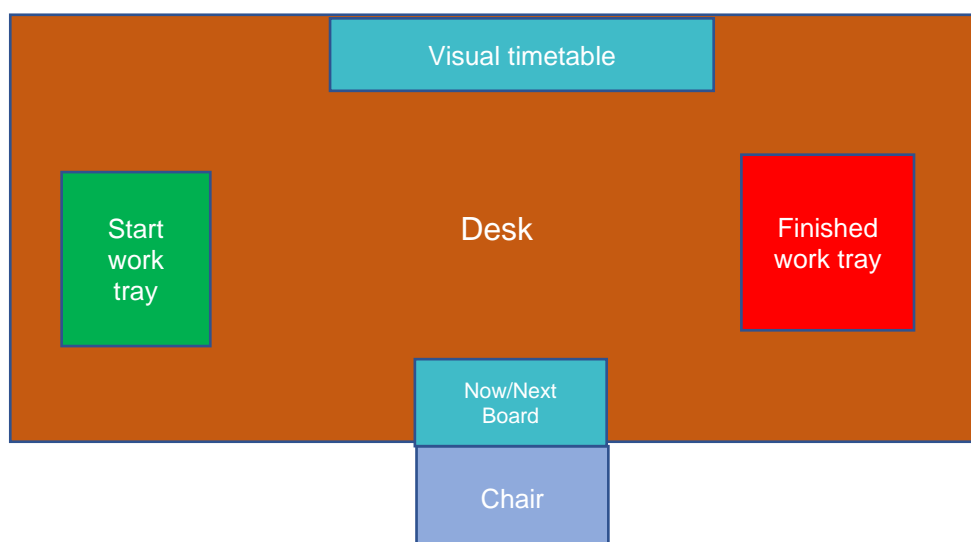 Visual timetable
Start
work
tray
Desk
Finished
work tray
Now/Next
Board
Chair